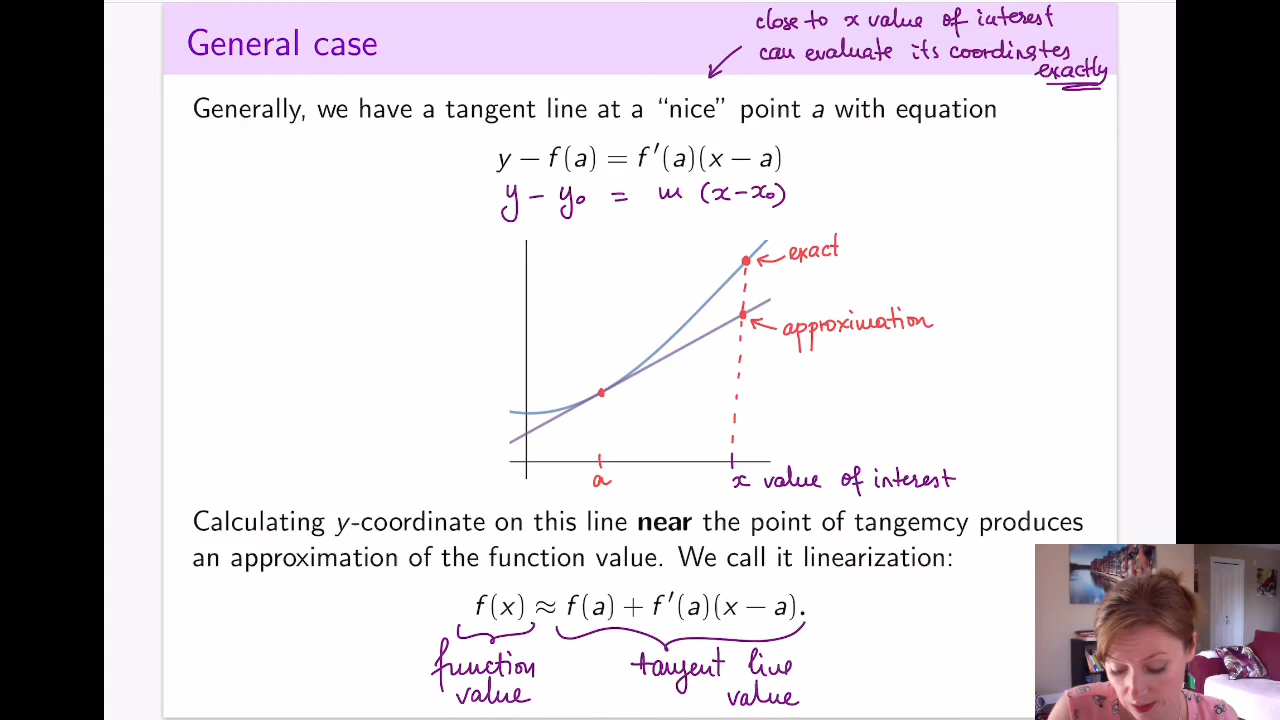 General case
close to x value of interest
can evaluate its coordinates
exactly
Generally, we have a tangent line at a “nice” point a with equation
y − f(a) = f′(a)(x − a)
y − y₀ = m (x − x₀)
exact
approximation
a
x value of interest
Calculating y-coordinate on this line near the point of tangemcy produces
an approximation of the function value. We call it linearization:
f(x) ≈ f(a) + f′(a)(x − a).
function value
tangent line value